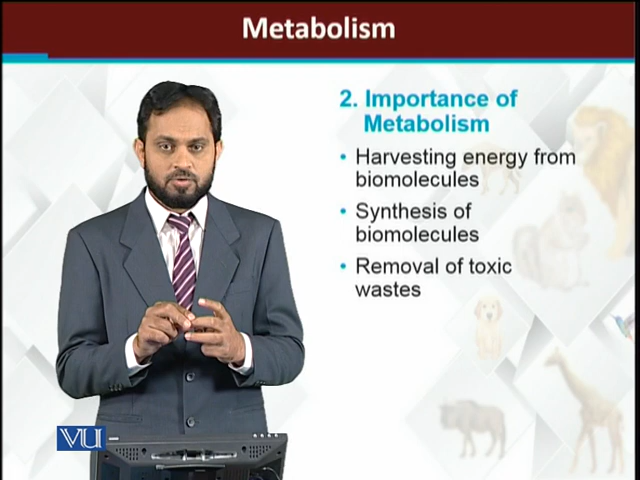 Metabolism
2. Importance of
Metabolism
• Harvesting energy from
biomolecules
• Synthesis of
biomolecules
• Removal of toxic
wastes
VU